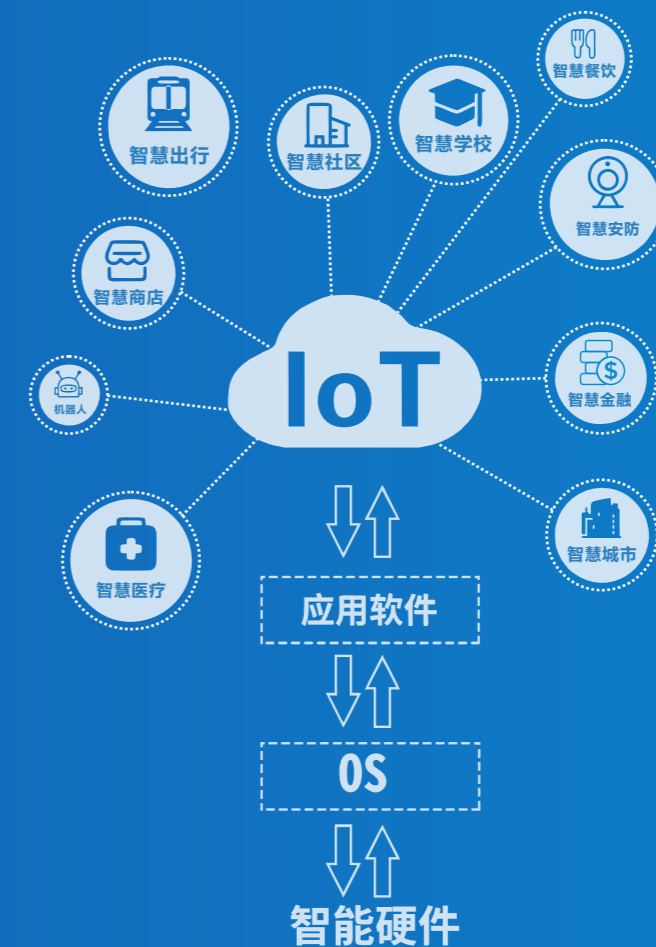 智慧餐饮
智慧出行
智慧社区
智慧学校
智慧安防
智慧商店
IoT
$
智慧金融
机器人
智慧城市
智慧医疗
应用软件
OS
智能硬件